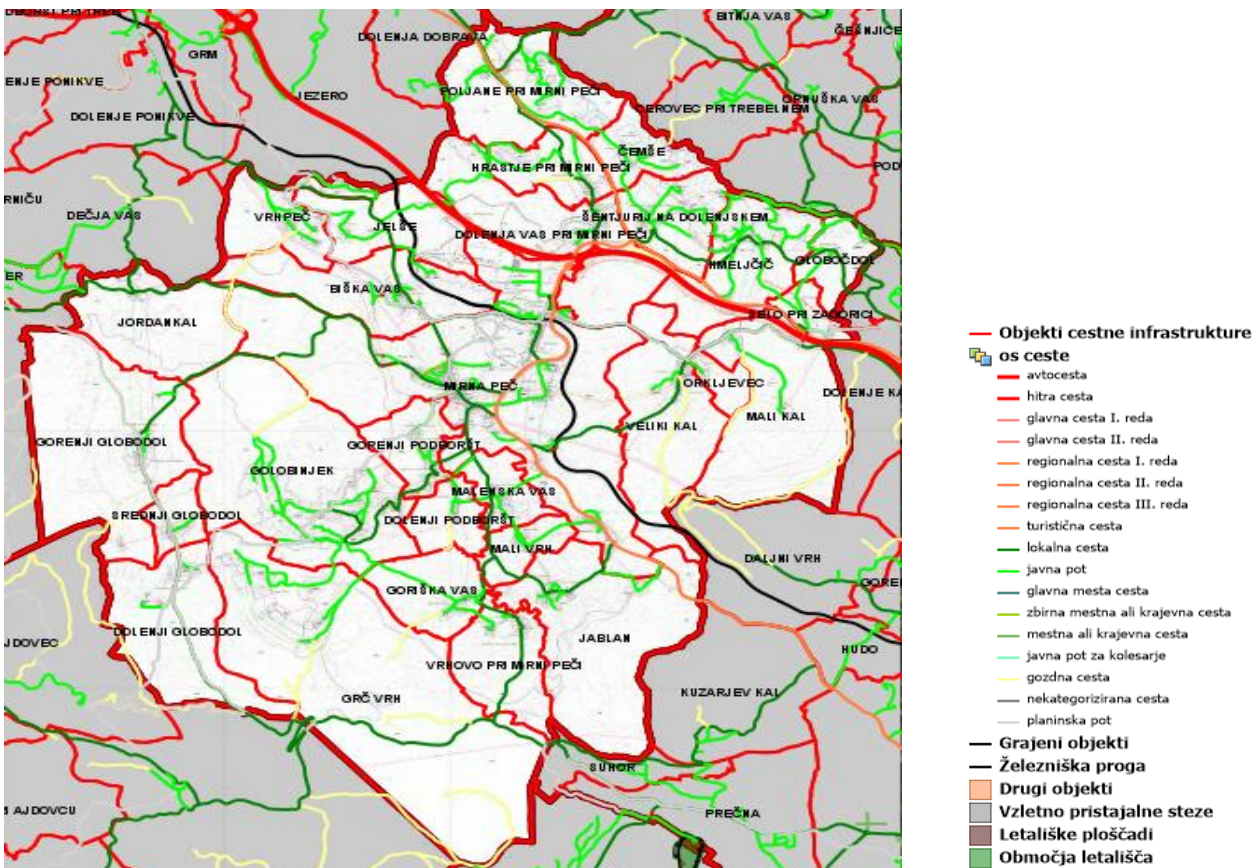 BITNJA VAS
ČEŠNJICE
DOLENJA DOBRAVA
GRM
ENJE PONIKVE
JEZERO
POLJANE PRI MIRNI PEČI
ORNUŠKA VAS
CEROVEC PRI TREBELNEM
DOLENJE PONIKVE
ČEMŠE
HRASTJE PRI MIRNI PEČI
POD
RNIČU
DEČJA VAS
VRHPEČ
JELŠE
ŠENTJURIJ NA DOLENJSKEM
DOLENJA VAS PRI MIRNI PEČI
HMELJČIČ
GLOBOČDOL
ER
BIŠKA VAS
JORDANKAL
SELO PRI ZAGORICI
MIRNA PEČ
ORKLJEVEC
DOLENJE KA
MALI KAL
VELIKI KAL
GORENJI GLOBODOL
GORENJI PODBORŠT
GOLOBINJEK
MALENSKA VAS
SREDNJI GLOBODOL
DOLENJI PODBORŠT
MALI VRH
DALJNI VRH
GORE
GORIŠKA VAS
DOLENJI GLOBODOL
JABLAN
JDOVEC
HUDO
VRHOVO PRI MIRNI PEČI
GRČ VRH
KUZARJEV KAL
SUHOR
I AJDOVCU
PREČNA
Objekti cestne infrastrukture
os ceste
avtocesta
hitra cesta
glavna cesta I. reda
glavna cesta II. reda
regionalna cesta I. reda
regionalna cesta II. reda
regionalna cesta III. reda
turistična cesta
lokalna cesta
javna pot
glavna mesta cesta
zbirna mestna ali krajevna cesta
mestna ali krajevna cesta
javna pot za kolesarje
gozdna cesta
nekategorizirana cesta
planinska pot
Grajeni objekti
Železniška proga
Drugi objekti
Vzletno pristajalne steze
Letališke ploščadi
Območja letališča